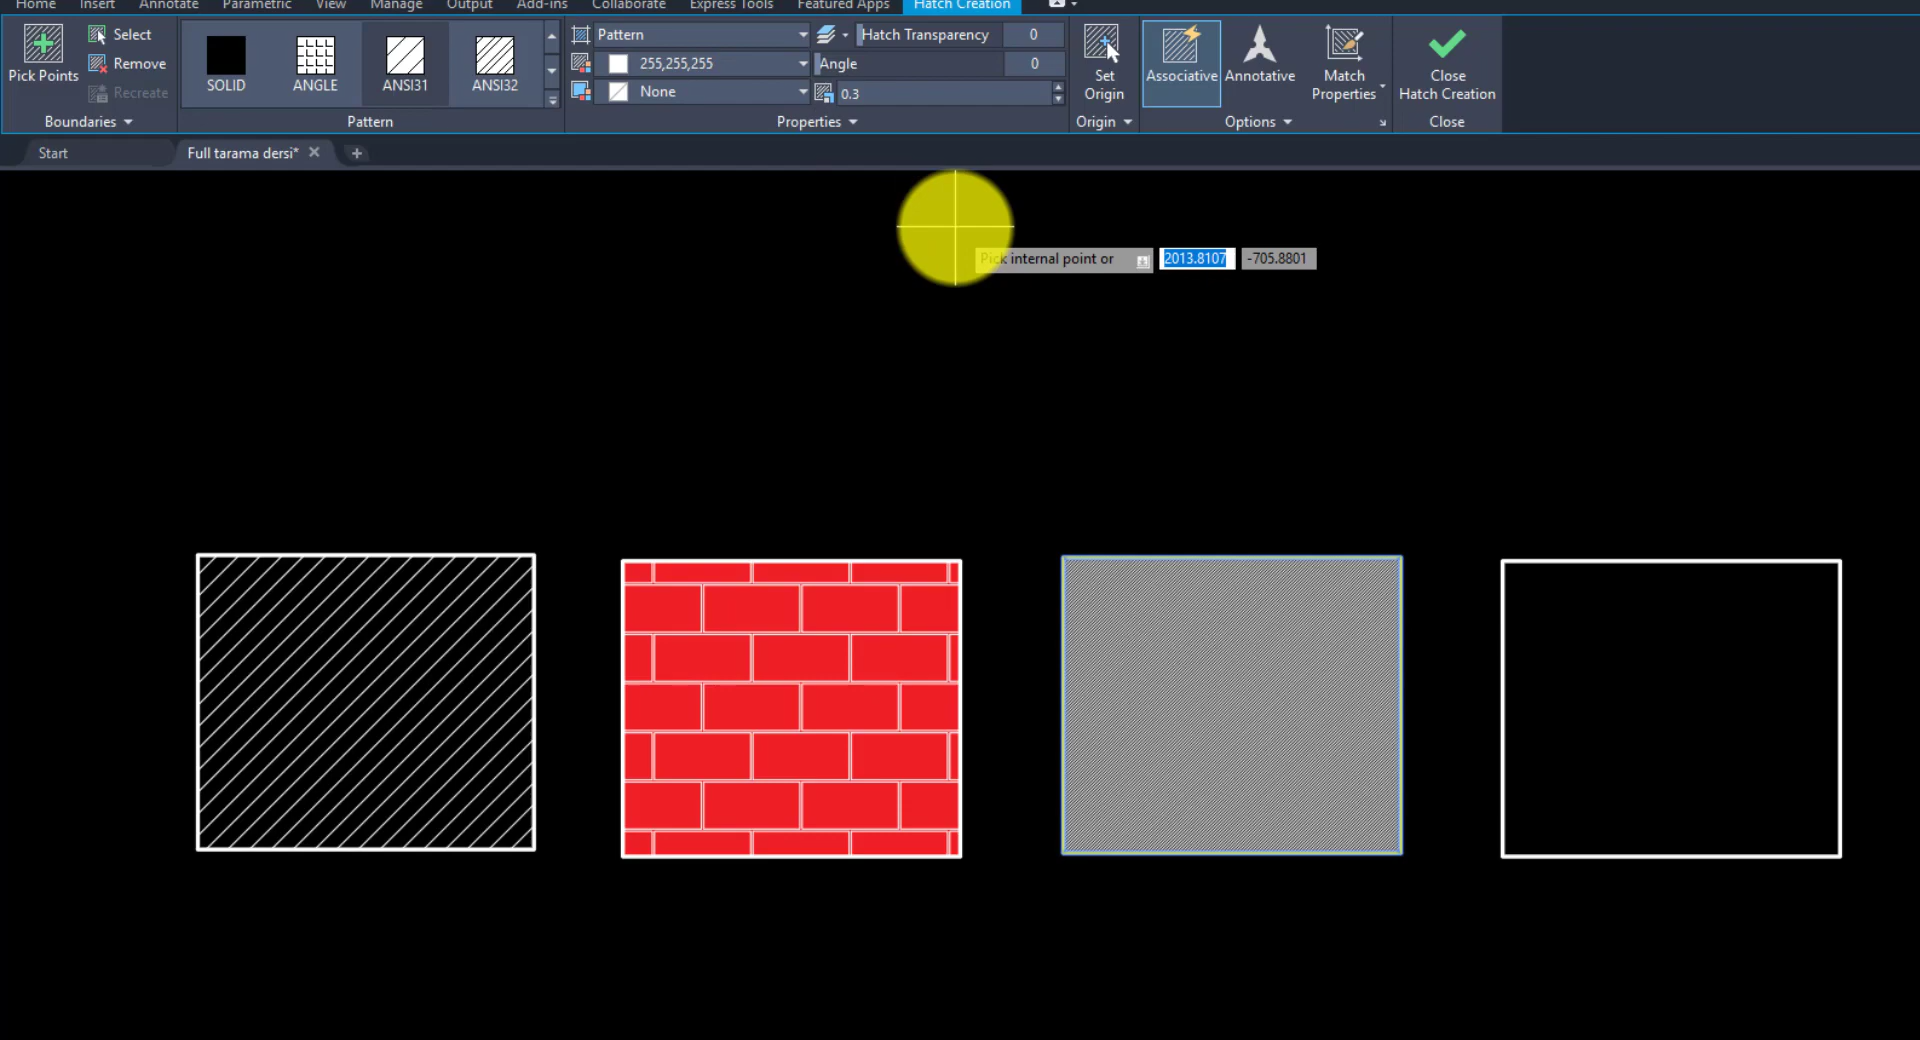 Home Insert Annotate Parametric View Manage Output Add-ins Collaborate Express Tools Featured Apps Hatch Creation
Pick Points
Select
Remove
Recreate
Boundaries
SOLID ANGLE ANSI31 ANSI32
Pattern
Pattern
255,255,255
None
Hatch Transparency 0
Angle 0
0.3
Properties
Set
Origin
Origin
Associative
Annotative
Match
Properties
Options
Close
Hatch Creation
Close
Start
Full tarama dersi*
Pick internal point or 2013.8107 -705.8801